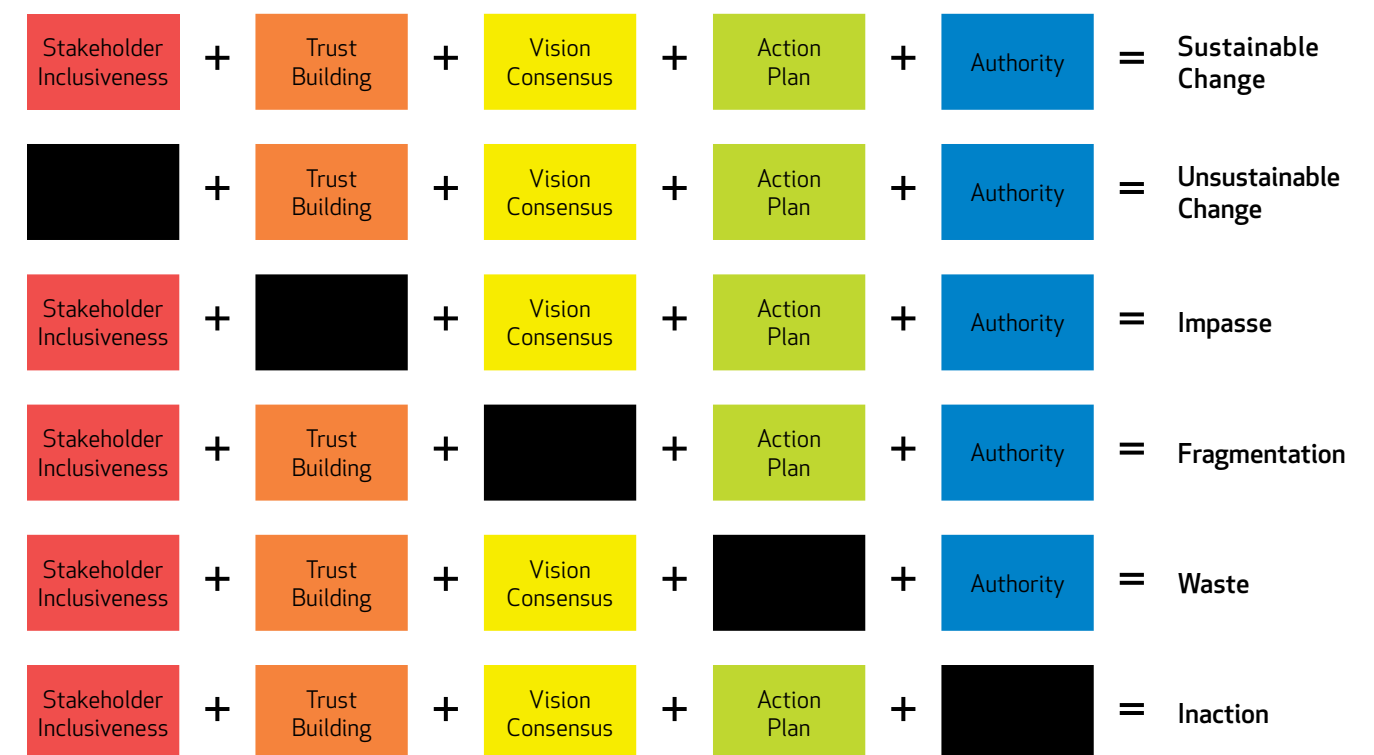 Stakeholder
Inclusiveness
+
Trust
Building
+
Vision
Consensus
+
Action
Plan
+
Authority
=
Sustainable
Change
+
Trust
Building
+
Vision
Consensus
+
Action
Plan
+
Authority
=
Unsustainable
Change
Stakeholder
Inclusiveness
+
+
Vision
Consensus
+
Action
Plan
+
Authority
=
Impasse
Stakeholder
Inclusiveness
+
Trust
Building
+
+
Action
Plan
+
Authority
=
Fragmentation
Stakeholder
Inclusiveness
+
Trust
Building
+
Vision
Consensus
+
+
Authority
=
Waste
Stakeholder
Inclusiveness
+
Trust
Building
+
Vision
Consensus
+
Action
Plan
+
=
Inaction